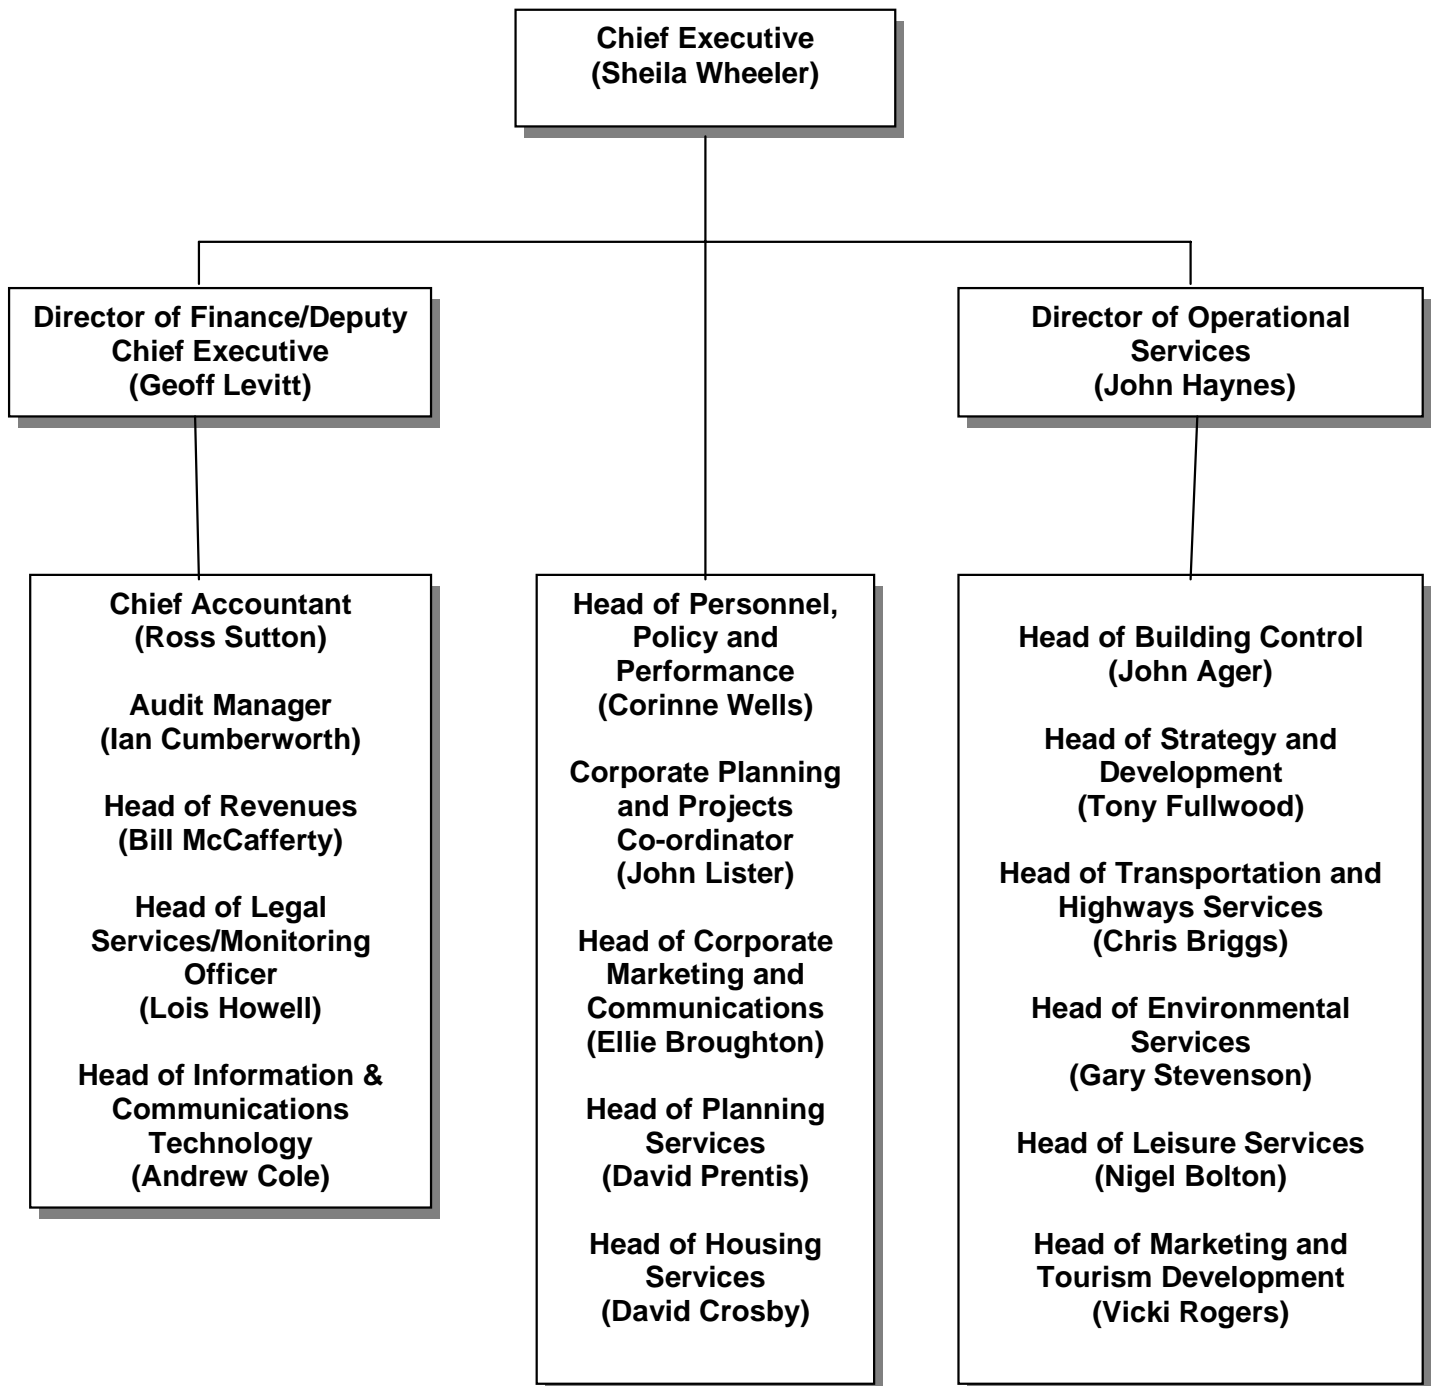 Chief Executive
(Sheila Wheeler)
Director of Finance/Deputy
Chief Executive
(Geoff Levitt)
Director of Operational
Services
(John Haynes)
Chief Accountant
(Ross Sutton)
Audit Manager
(Ian Cumberworth)
Head of Revenues
(Bill McCafferty)
Head of Legal
Services/Monitoring
Officer
(Lois Howell)
Head of Information &
Communications
Technology
(Andrew Cole)
Head of Personnel,
Policy and
Performance
(Corinne Wells)
Corporate Planning
and Projects
Co-ordinator
(John Lister)
Head of Corporate
Marketing and
Communications
(Ellie Broughton)
Head of Planning
Services
(David Prentis)
Head of Housing
Services
(David Crosby)
Head of Building Control
(John Ager)
Head of Strategy and
Development
(Tony Fullwood)
Head of Transportation and
Highways Services
(Chris Briggs)
Head of Environmental
Services
(Gary Stevenson)
Head of Leisure Services
(Nigel Bolton)
Head of Marketing and
Tourism Development
(Vicki Rogers)